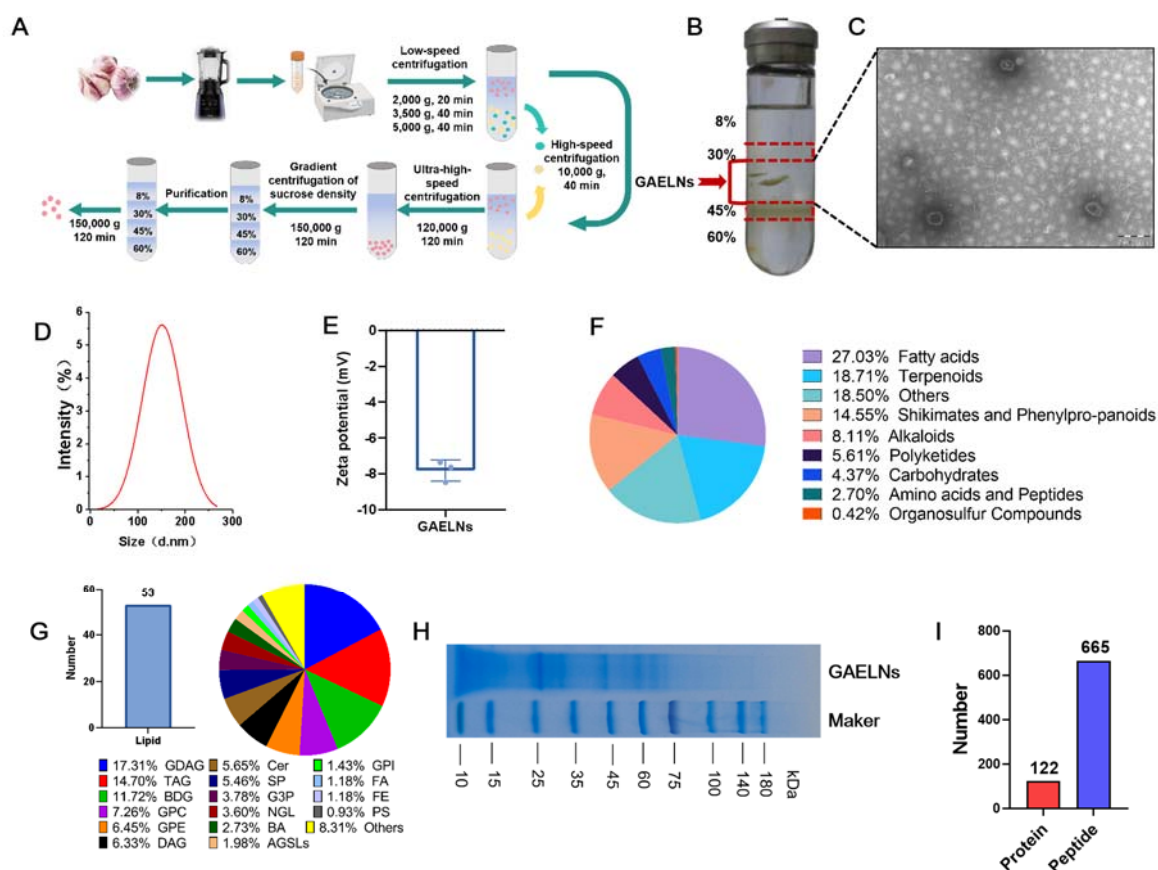 A
Low-speed
centrifugation
2,000 g, 20 min
3,500 g, 40 min
5,000 g, 40 min
High-speed
centrifugation
10,000 g,
40 min
Ultra-high-
speed
centrifugation
120,000 g
120 min
Gradient
centrifugation of
sucrose density
150,000 g
120 min
8%
30%
45%
60%
Purification
8%
30%
45%
60%
150,000 g
120 min
B
8%
30%
GAELNs
45%
60%
C
D
Intensity (%)
6
5
4
3
2
1
0
0 100 200 300
Size (d.nm)
E
Zeta potential (mV)
0
-2
-4
-6
-8
-10
GAELNs
F
27.03% Fatty acids
18.71% Terpenoids
18.50% Others
14.55% Shikimates and Phenylpro-panoids
8.11% Alkaloids
5.61% Polyketides
4.37% Carbohydrates
2.70% Amino acids and Peptides
0.42% Organosulfur Compounds
G
Number
60
40
20
0
53
Lipid
17.31% GDAG
14.70% TAG
11.72% BDG
7.26% GPC
6.45% GPE
6.33% DAG
5.65% Cer
5.46% SP
3.78% G3P
3.60% NGL
2.73% BA
1.98% AGSLs
1.43% GPI
1.18% FA
1.18% FE
0.93% PS
8.31% Others
H
GAELNs
Maker
10 15 25 35 45 60 75 100 140 180 kDa
I
Number
800
600
400
200
0
122
665
Protein
Peptide